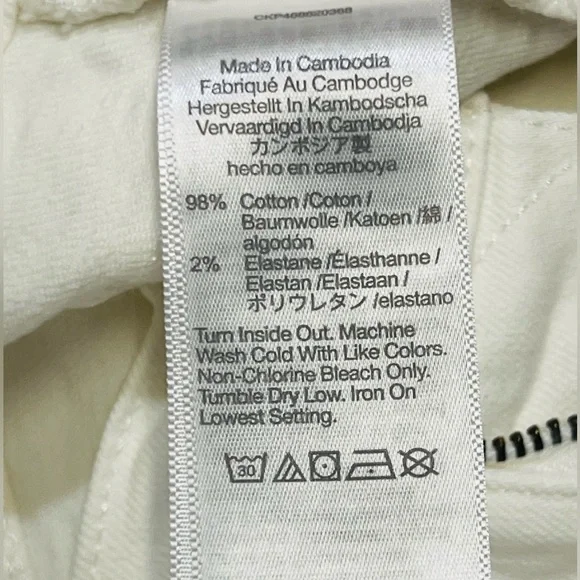 Made In Cambodia
Fabriqué Au Cambodge
Hergestellt In Kambodscha
Vervaardigd In Cambodja
カンボジア製
hecho en camboya
98% Cotton /Coton /
Baumwolle /Katoen /綿 /
algodon
2% Elastane /Élasthanne /
Elastan /Elastaan /
ポリウレタン /elastano
Turn Inside Out. Machine
Wash Cold With Like Colors.
Non-Chlorine Bleach Only.
Tumble Dry Low. Iron On
Lowest Setting.
30